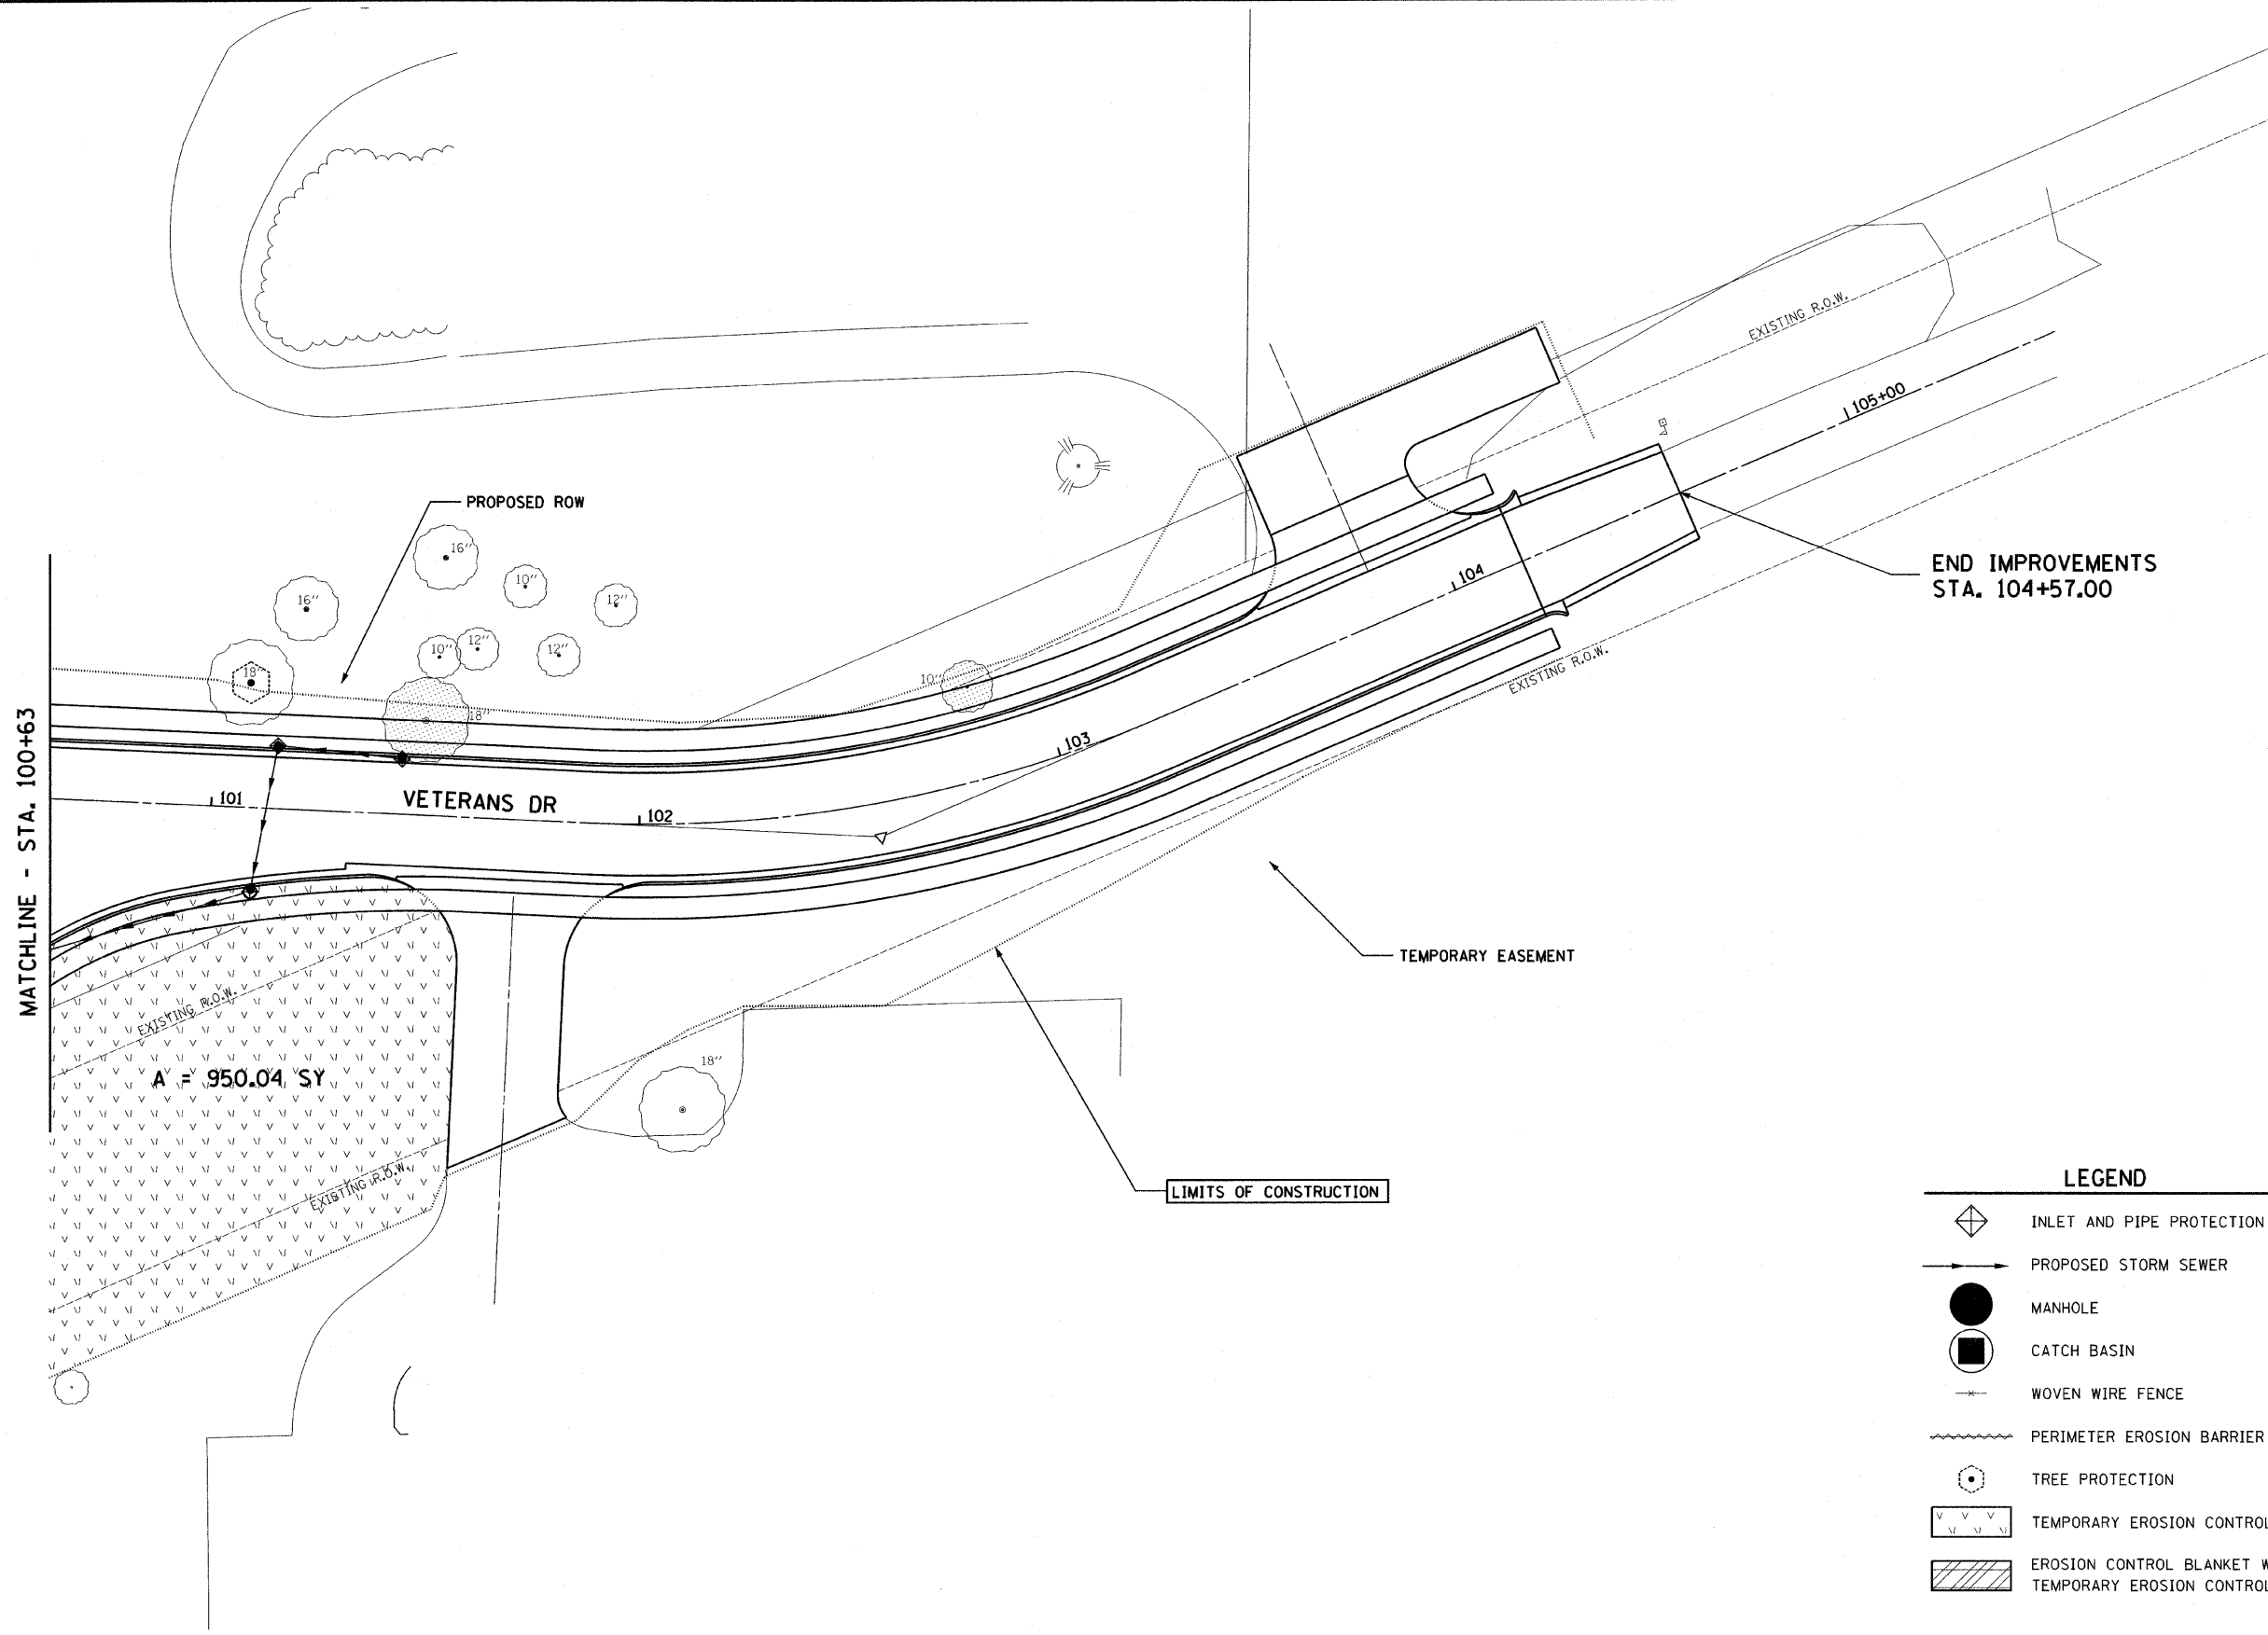 EXISTING R.O.W.
105+00
PROPOSED ROW
16''
10''
12''
16''
END IMPROVEMENTS
STA. 104+57.00
104
12''
10''
12''
18''
10''
EXISTING R.O.W.
18''
MATCHLINE - STA. 100+63
103
101
VETERANS DR
102
TEMPORARY EASEMENT
EXISTING R.O.W.
18''
A = 950.04 SY
EXISTING R.O.W.
LIMITS OF CONSTRUCTION
LEGEND
INLET AND PIPE PROTECTION
PROPOSED STORM SEWER
MANHOLE
CATCH BASIN
WOVEN WIRE FENCE
PERIMETER EROSION BARRIER
TREE PROTECTION
TEMPORARY EROSION CONTROL
EROSION CONTROL BLANKET
TEMPORARY EROSION CONTROL